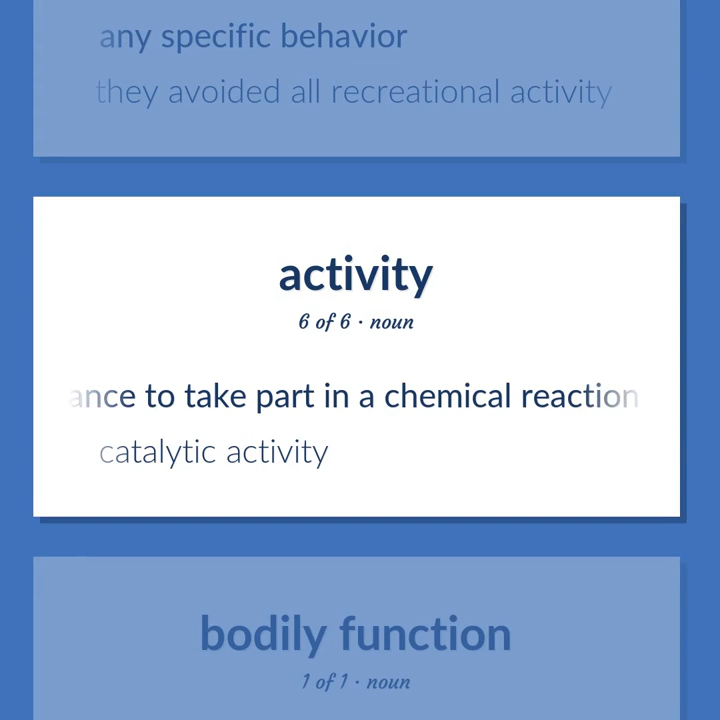 any specific behavior
they avoided all recreational activity
activity
6 of 6 · noun
ance to take part in a chemical reaction
catalytic activity
bodily function
1 of 1 · noun